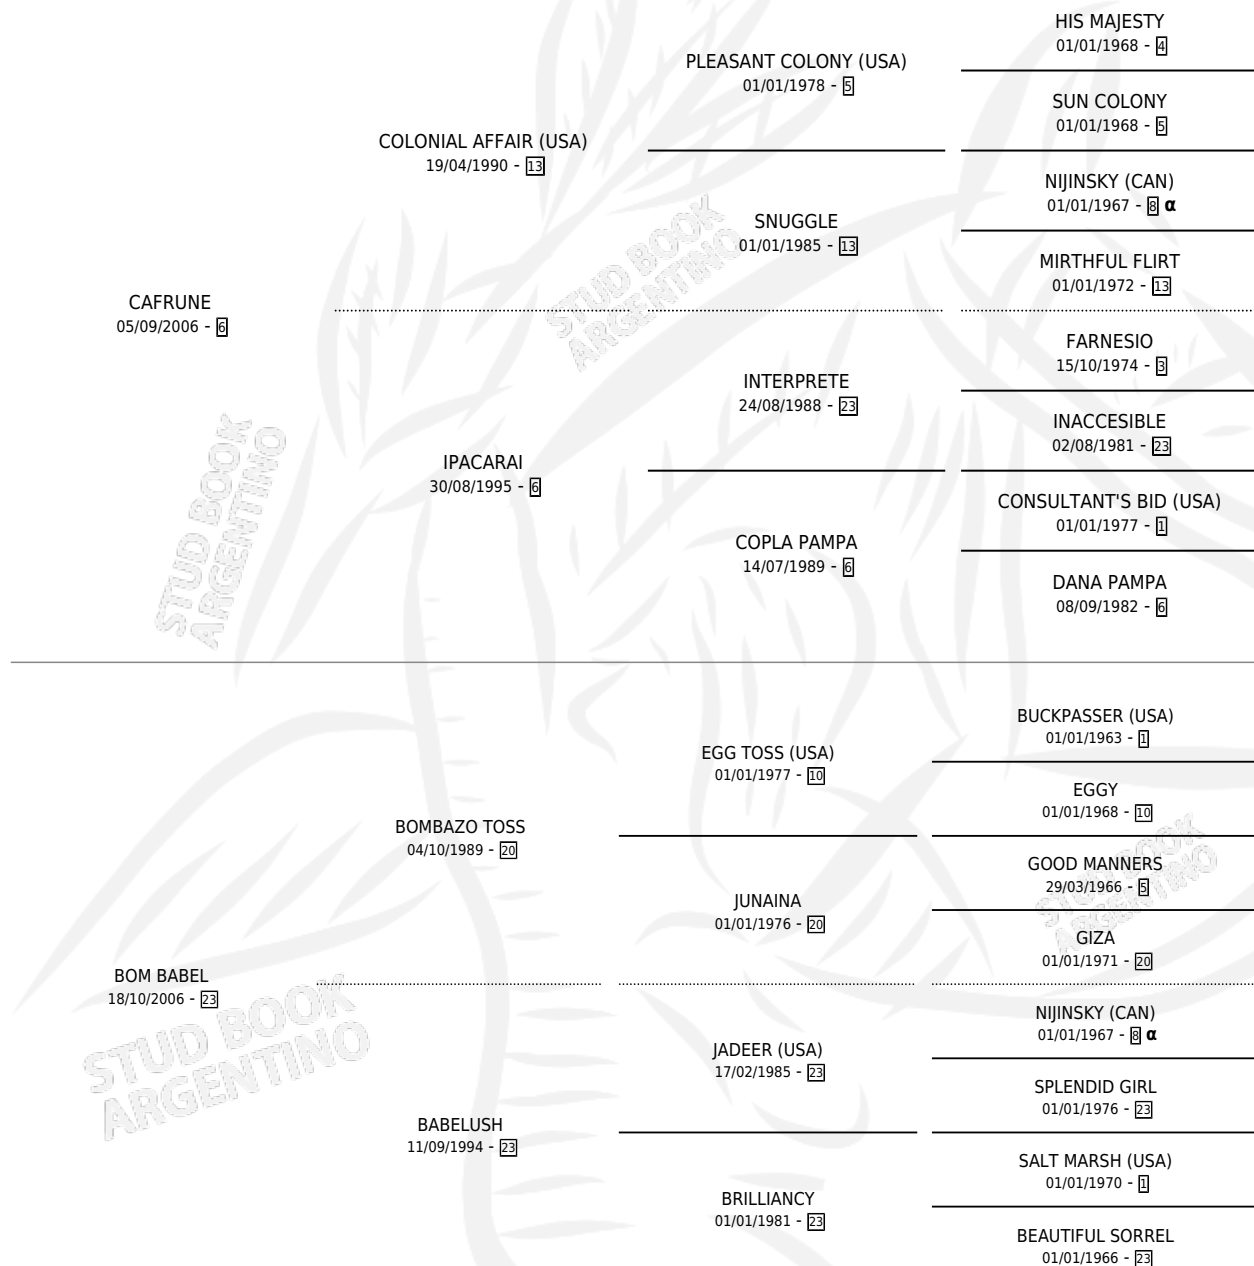 HIS MAJESTY
01/01/1968 - 4
PLEASANT COLONY (USA)
01/01/1978 - 5
SUN COLONY
01/01/1968 - 5
COLONIAL AFFAIR (USA)
19/04/1990 - 13
NIJINSKY (CAN)
01/01/1967 - 8 α
SNUGGLE
01/01/1985 - 13
MIRTHFUL FLIRT
01/01/1972 - 13
CAFRUNE
05/09/2006 - 6
FARNESIO
15/10/1974 - 3
INTERPRETE
24/08/1988 - 23
INACCESIBLE
02/08/1981 - 23
IPACARAI
30/08/1995 - 6
CONSULTANT'S BID (USA)
01/01/1977 - 1
COPLA PAMPA
14/07/1989 - 6
DANA PAMPA
08/09/1982 - 6
BUCKPASSER (USA)
01/01/1963 - 1
EGG TOSS (USA)
01/01/1977 - 10
EGGY
01/01/1968 - 10
BOMBAZO TOSS
04/10/1989 - 20
GOOD MANNERS
29/03/1966 - 5
JUNAINA
01/01/1976 - 20
GIZA
01/01/1971 - 20
BOM BABEL
18/10/2006 - 23
NIJINSKY (CAN)
01/01/1967 - 8 α
JADEER (USA)
17/02/1985 - 23
SPLENDID GIRL
01/01/1976 - 23
BABELUSH
11/09/1994 - 23
SALT MARSH (USA)
01/01/1970 - 1
BRILLIANCY
01/01/1981 - 23
BEAUTIFUL SORREL
01/01/1966 - 23
STUD BOOK
ARGENTINO
STUD BOOK
ARGENTINO
STUD BOOK
ARGENTINO
STUD BOOK
ARGENTINO